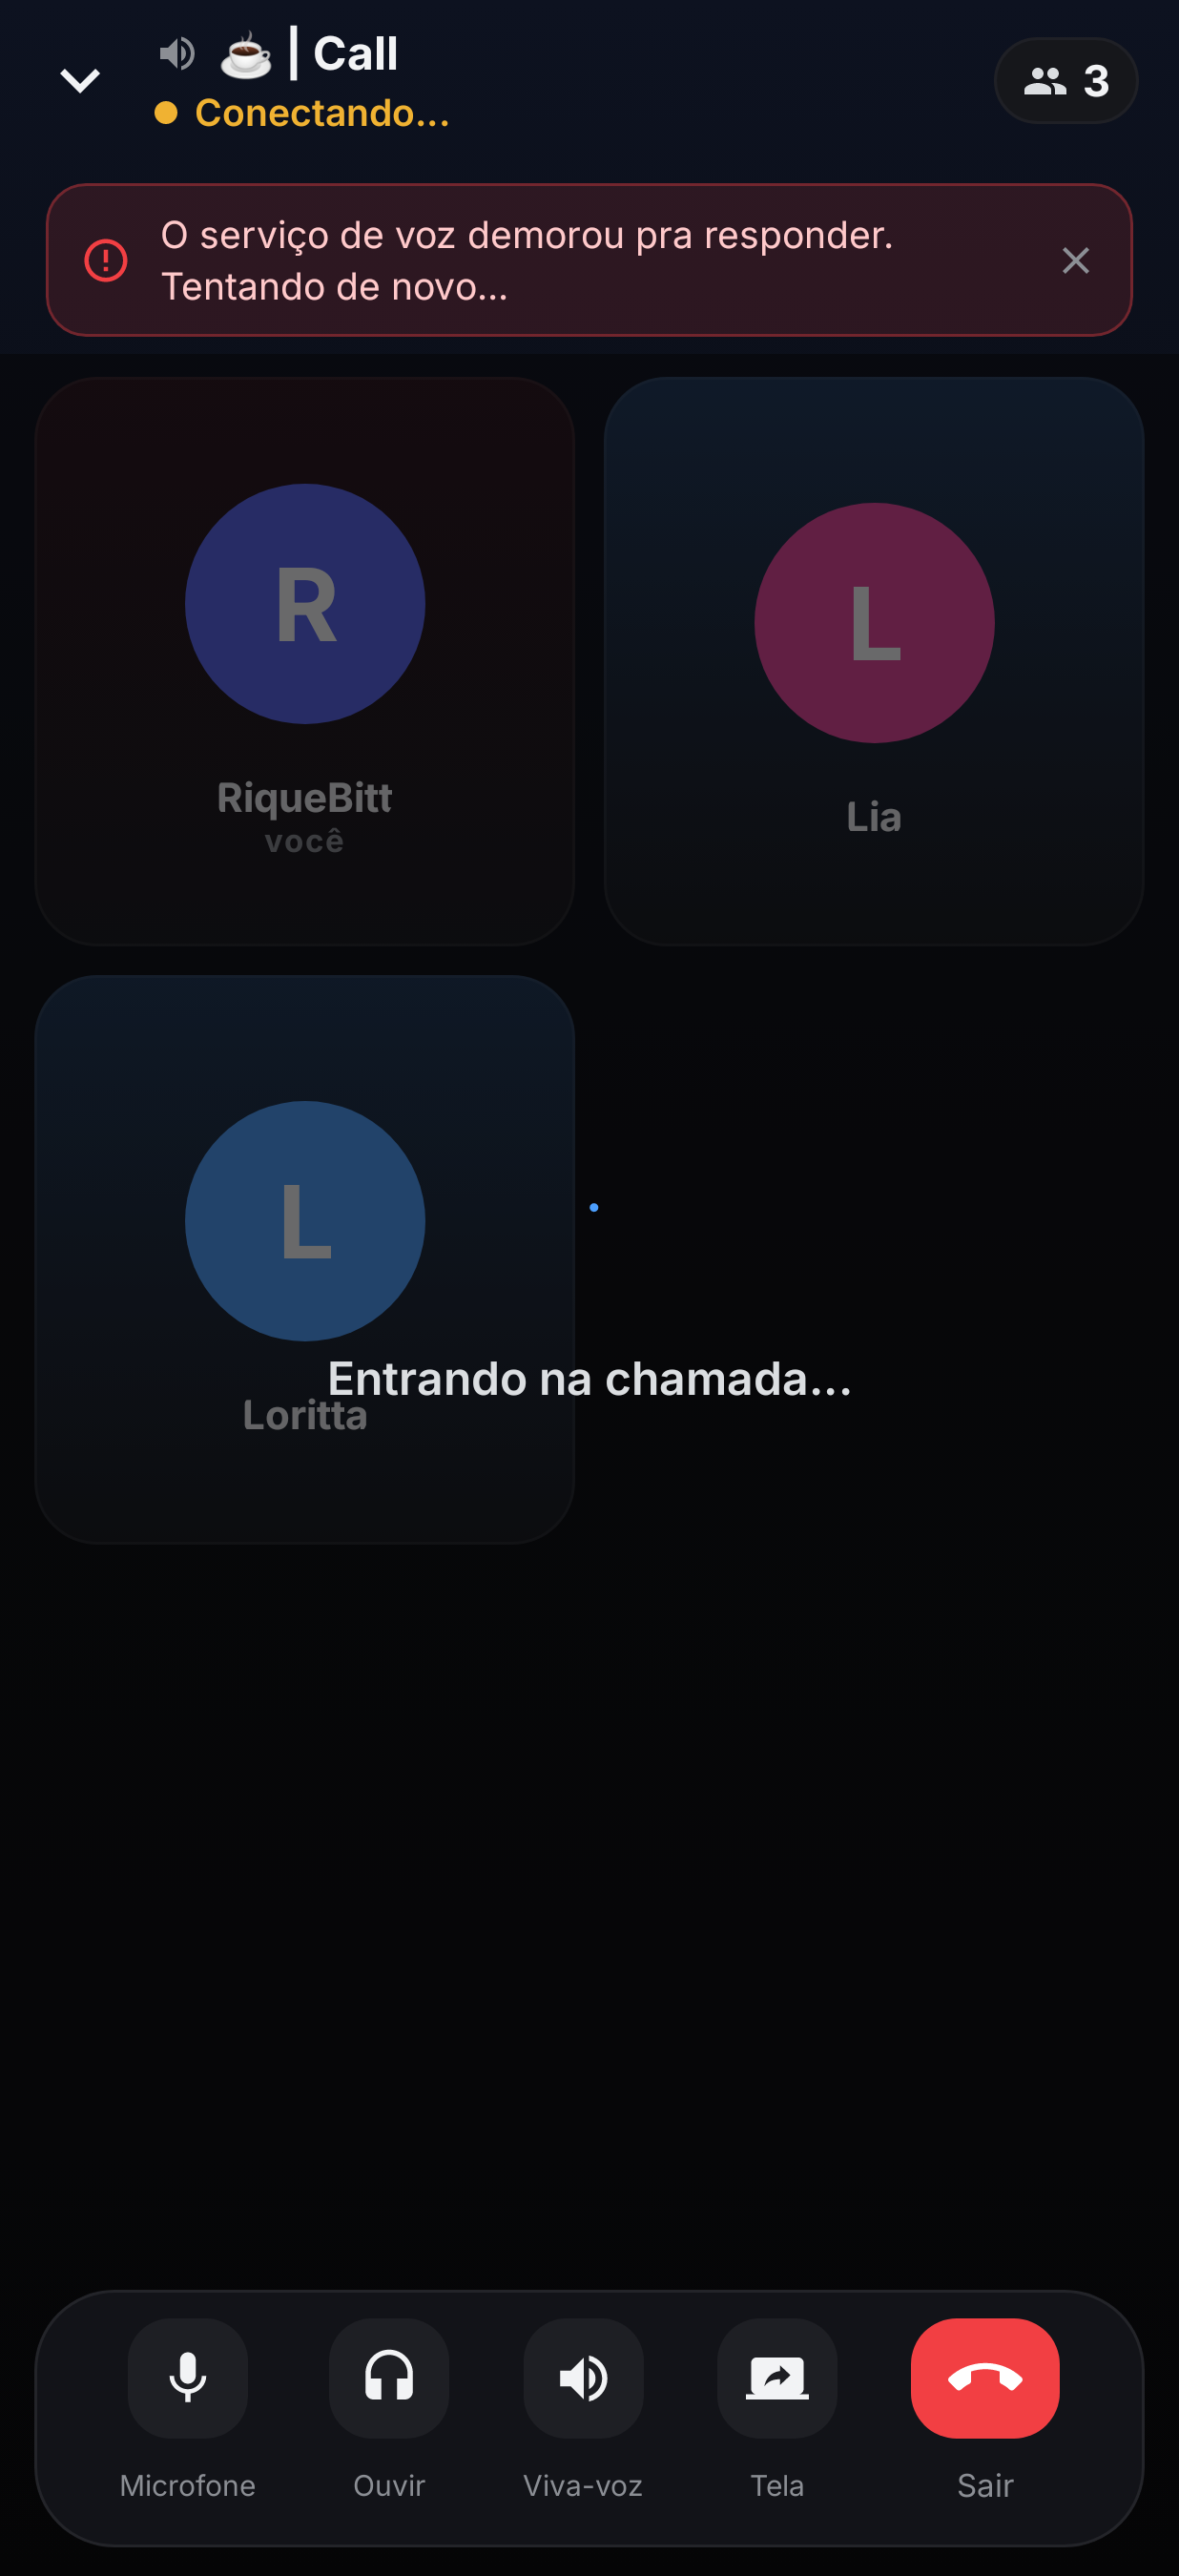 ☕ | Call
3
Conectando...
O serviço de voz demorou pra responder.
Tentando de novo...
R
RiqueBitt
você
L
Lia
L
Entrando na chamada...
Loritta
Microfone
Ouvir
Viva-voz
Tela
Sair